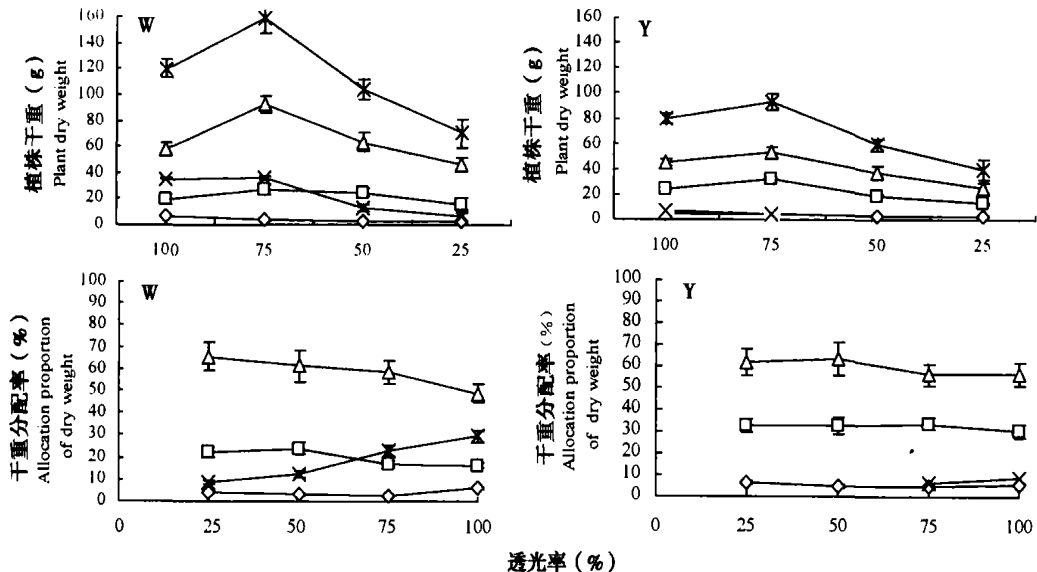 植株干重（g）
Plant dry weight
W
160
140
120
100
80
60
40
20
0
100 75 50 25
植株干重（g）
Plant dry weight
Y
160
140
120
100
80
60
40
20
0
100 75 50 25
干重分配率（%）
Allocation proportion
of dry weight
W
100
90
80
70
60
50
40
30
20
10
0
0 25 50 75 100
干重分配率（%）
Allocation proportion
of dry weight
Y
100
90
80
70
60
50
40
30
20
10
0
0 25 50 75 100
透光率（%）